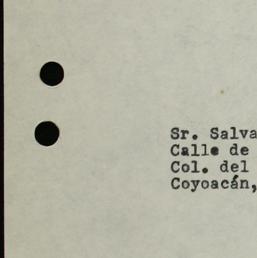 Sr. Salva
Calle de
Col. del
Coyoacán,